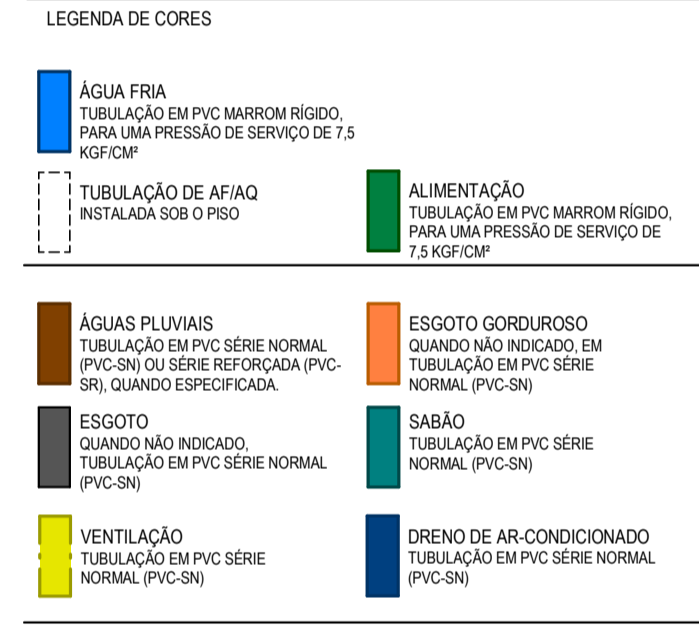 LEGENDA DE CORES
ÁGUA FRIA
TUBULAÇÃO EM PVC MARROM RÍGIDO,
PARA UMA PRESSÃO DE SERVIÇO DE 7,5
KGF/CM²
TUBULAÇÃO DE AF/AQ
INSTALADA SOB O PISO
ALIMENTAÇÃO
TUBULAÇÃO EM PVC MARROM RÍGIDO,
PARA UMA PRESSÃO DE SERVIÇO DE
7,5 KGF/CM²
ÁGUAS PLUVIAIS
TUBULAÇÃO EM PVC SÉRIE NORMAL
(PVC-SN) OU SÉRIE REFORÇADA (PVC-
SR), QUANDO ESPECIFICADA.
ESGOTO GORDUROSO
QUANDO NÃO INDICADO, EM
TUBULAÇÃO EM PVC SÉRIE
NORMAL (PVC-SN)
ESGOTO
QUANDO NÃO INDICADO,
TUBULAÇÃO EM PVC SÉRIE NORMAL
(PVC-SN)
SABÃO
TUBULAÇÃO EM PVC SÉRIE
NORMAL (PVC-SN)
VENTILAÇÃO
TUBULAÇÃO EM PVC SÉRIE
NORMAL (PVC-SN)
DRENO DE AR-CONDICIONADO
TUBULAÇÃO EM PVC SÉRIE NORMAL
(PVC-SN)